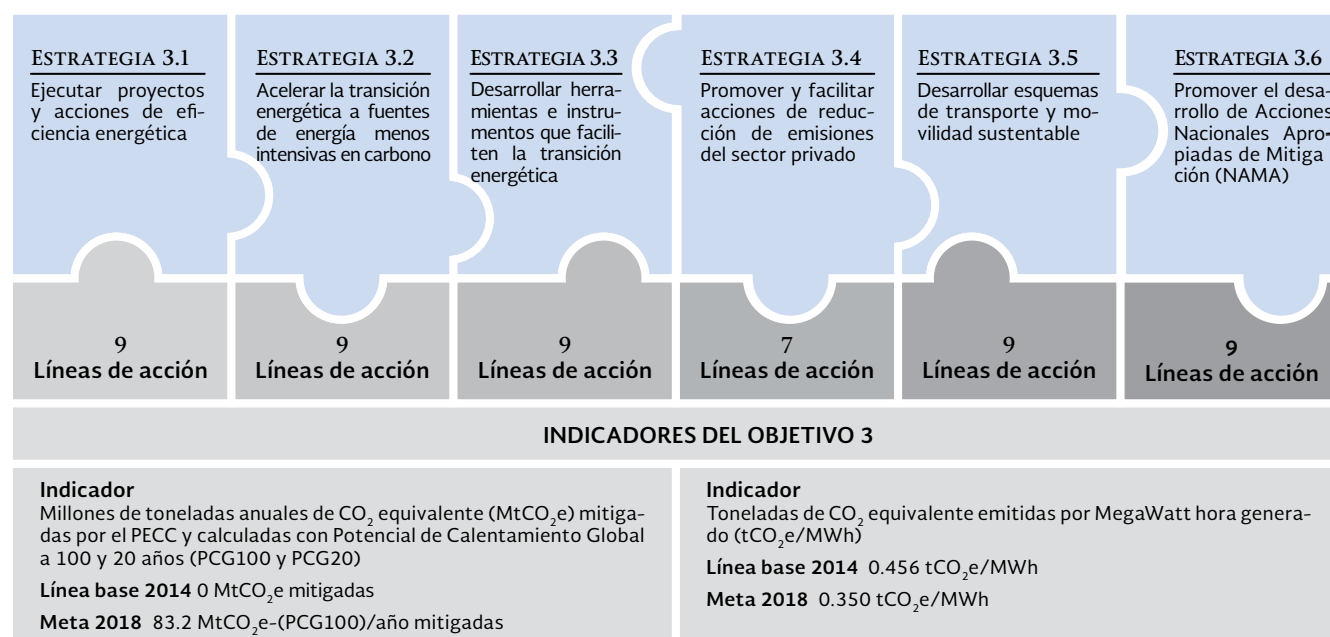 ESTRATEGIA 3.1
Ejecutar proyectos
y acciones de efi-
ciencia energética
ESTRATEGIA 3.2
Acelerar la transición
energética a fuentes
de energía menos
intensivas en carbono
ESTRATEGIA 3.3
Desarrollar herra-
mientas e instru-
mentos que facili-
ten la transición
energética
ESTRATEGIA 3.4
Promover y facilitar
acciones de reduc-
ción de emisiones
del sector privado
ESTRATEGIA 3.5
Desarrollar esquemas
de transporte y mo-
vilidad sustentable
ESTRATEGIA 3.6
Promover el desa-
rrollo de Acciones
Nacionales Apro-
piadas de Mitiga
ción (NAMA)
9
Líneas de acción
9
Líneas de acción
9
Líneas de acción
7
Líneas de acción
9
Líneas de acción
9
Líneas de acción
INDICADORES DEL OBJETIVO 3
Indicador
Millones de toneladas anuales de CO₂ equivalente (MtCO₂e) mitiga-
das por el PECC y calculadas con Potencial de Calentamiento Global
a 100 y 20 años (PCG100 y PCG20)
Línea base 2014 0 MtCO₂e mitigadas
Meta 2018 83.2 MtCO₂e-(PCG100)/año mitigadas
Indicador
Toneladas de CO₂ equivalente emitidas por MegaWatt hora genera-
do (tCO₂e/MWh)
Línea base 2014 0.456 tCO₂e/MWh
Meta 2018 0.350 tCO₂e/MWh